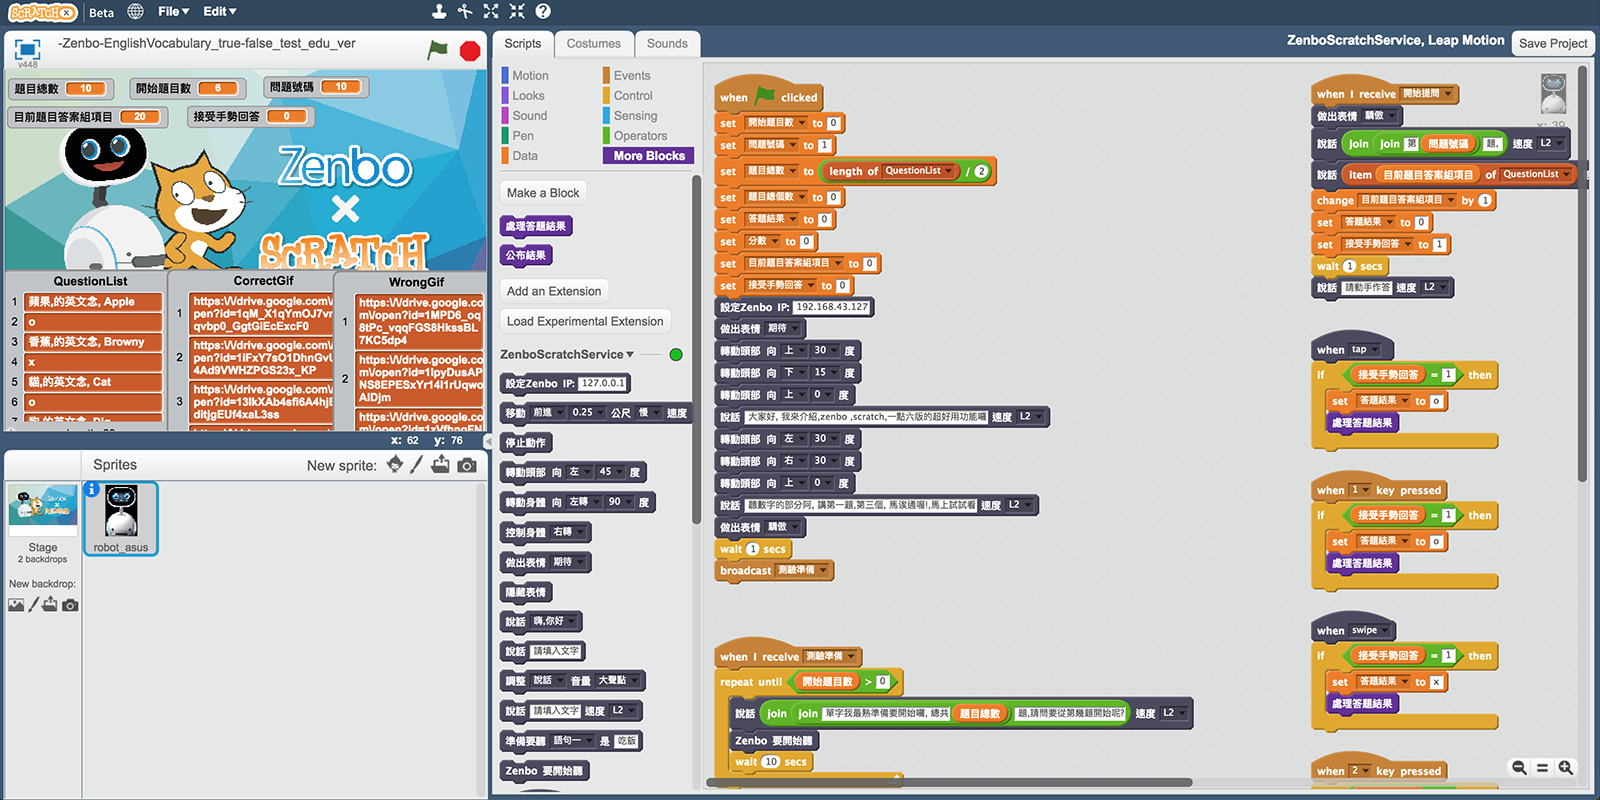 SCRATCH X
Beta
File▼
Edit▼
v448
-Zenbo-EnglishVocabulary_true-false_test_edu_ver
題目總數 10
開始題目數 6
問題號碼 10
目前題目答案組項目 20
接受手勢回答 0
Zenbo
×
SCRATCH
QuestionList
1 蘋果,的英文念, Apple
2 o
3 香蕉,的英文念, Browny
4 x
5 貓,的英文念, Cat
6 o
7
CorrectGif
1
https:\/\/drive.google.com\/
pen?id=1qM_X1qYmOJ7vr
qvbp0_GgtGiEcExcF0
2
https:\/\/drive.google.com\/
pen?id=1iFxY7sO1DhnGvU
4Ad9VWHZPGS23x_KP
3
https:\/\/drive.google.com\/
pen?id=13lkXAb4sfi6A4hjE
ditjgEUf4xaL3ss
WrongGif
1
https:\/\/drive.google.co
m\/open?id=1MPD6_oq
8tPc_vqqFGS8HkssBL
7KC5dp4
2
https:\/\/drive.google.co
m\/open?id=1lpyDusAP
NS8EPESxYr14l1rUqwo
AlDjm
https:\/\/drive.google.co
x: 62 y: 76
Sprites
New sprite:
Stage
2 backdrops
New backdrop:
robot_asus
Scripts
Costumes
Sounds
ZenboScratchService, Leap Motion
Save Project
Motion
Looks
Sound
Pen
Data
Events
Control
Sensing
Operators
More Blocks
Make a Block
處理答題結果
公布結果
Add an Extension
Load Experimental Extension
ZenboScratchService▼
設定Zenbo IP: 127.0.0.1
移動 前進 0.25 公尺 慢 速度
停止動作
轉動頭部 向 左 45 度
轉動身體 向 左轉 90 度
控制身體 右轉
做出表情 期待
隱藏表情
說話 嗨,你好
說話 請填入文字
調整 說話 音量 大聲點
說話 請填入文字 速度 L2
準備要聽 語句一 是 吃飯
Zenbo 要開始聽
when clicked
set 開始題目數 to 0
set 問題號碼 to 1
set 題目總數 to length of QuestionList / 2
set 題目總個數 to 0
set 答題結果 to 0
set 分數 to 0
set 目前題目答案組項目 to 0
set 接受手勢回答 to 0
設定Zenbo IP: 192.168.43.127
做出表情 期待
轉動頭部 向 上 30 度
轉動頭部 向 下 15 度
轉動頭部 向 上 0 度
說話 大家好, 我來介紹,zenbo ,scratch,一點六版的超好用功能囉 速度 L2
轉動頭部 向 左 30 度
轉動頭部 向 右 30 度
轉動頭部 向 上 0 度
說話 聽數字的部分阿, 講第一題,第三個, 馬诶通喔!,馬上試試看 速度 L2
做出表情 驕傲
wait 1 secs
broadcast 測驗準備
when I receive 測驗準備
repeat until 開始題目數 > 0
說話 join join 單字我最熟準備要開始囉, 總共 題目總數 題,請問要從第幾題開始呢? 速度 L2
Zenbo 要開始聽
wait 10 secs
when I receive 開始提問
做出表情 驕傲
說話 join join 第 問題號碼 題, 速度 L2
說話 item 目前題目答案組項目 of QuestionList
change 目前題目答案組項目 by 1
set 答題結果 to 0
set 接受手勢回答 to 1
wait 1 secs
說話 請動手作答 速度 L2
when tap
if 接受手勢回答 = 1 then
set 答題結果 to o
處理答題結果
when 1 key pressed
if 接受手勢回答 = 1 then
set 答題結果 to o
處理答題結果
when swipe
if 接受手勢回答 = 1 then
set 答題結果 to x
處理答題結果
when 2 key pressed